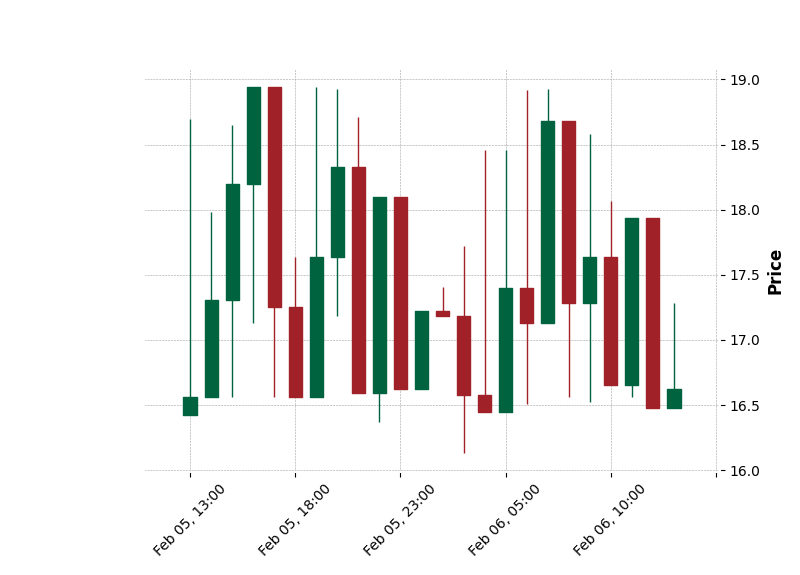 19.0
18.5
18.0
17.5
17.0
16.5
16.0
Price
Feb 05, 13:00
Feb 05, 18:00
Feb 05, 23:00
Feb 06, 05:00
Feb 06, 10:00